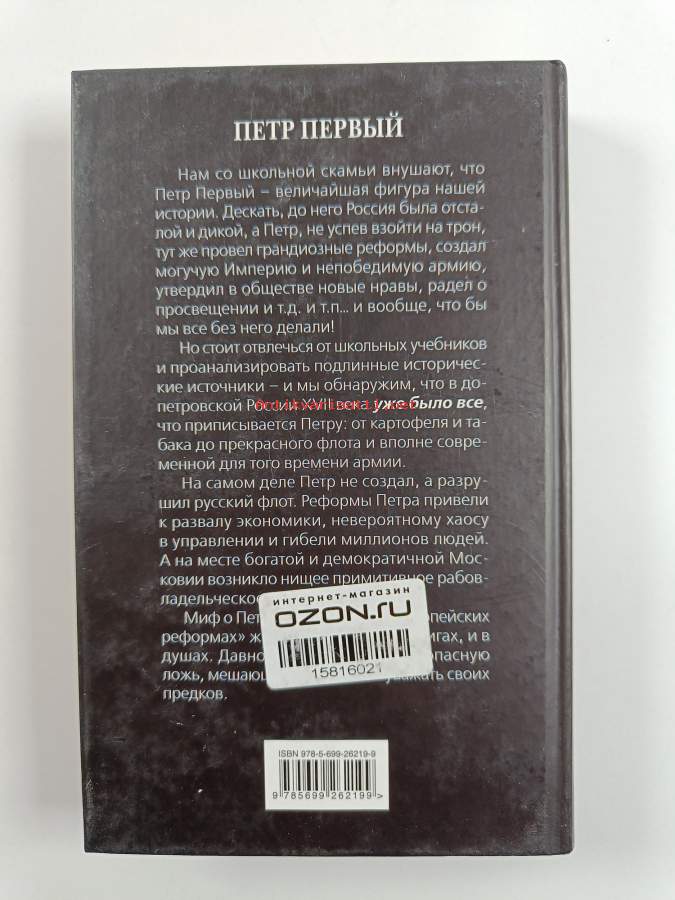 ПЕТР ПЕРВЫЙ
Нам со школьной скамьи внушают, что
Петр Первый – величайшая фигура нашей
истории. Дескать, до него Россия была отста-
лой и дикой, а Петр, не успев взойти на трон,
тут же провел грандиозные реформы, создал
могучую Империю и непобедимую армию,
утвердил в обществе новые нравы, радел о
просвещении и т.д. и т.п... и вообще, что бы
мы все без него делали!
Но стоит отвлечься от школьных учебников
и проанализировать подлинные историчес-
кие источники – и мы обнаружим, что в до-
петровской России XVII века уже было все,
что приписывается Петру: от картофеля и та-
бака до прекрасного флота и вполне совре-
менной для того времени армии.
На самом деле Петр не создал, а разру-
шил русский флот. Реформы Петра привели
к развалу экономики, невероятному хаосу
в управлении и гибели миллионов людей.
А на месте богатой и демократичной Мос-
ковии возникло нищее примитивное рабов-
ладельческо
интернет-магазин
OZON.ru
15816021
Миф о Пет
реформах» ж игах, и в
душах. Давно опасную
ложь, мешающ своих
предков.
ISBN 978-5-699-26219-9
9 785699 262199 >